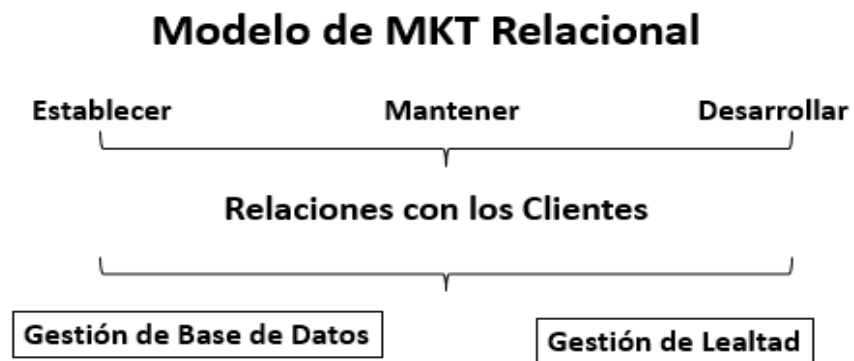 Modelo de MKT Relacional
Establecer Mantener Desarrollar
Relaciones con los Clientes
Gestión de Base de Datos Gestión de Lealtad